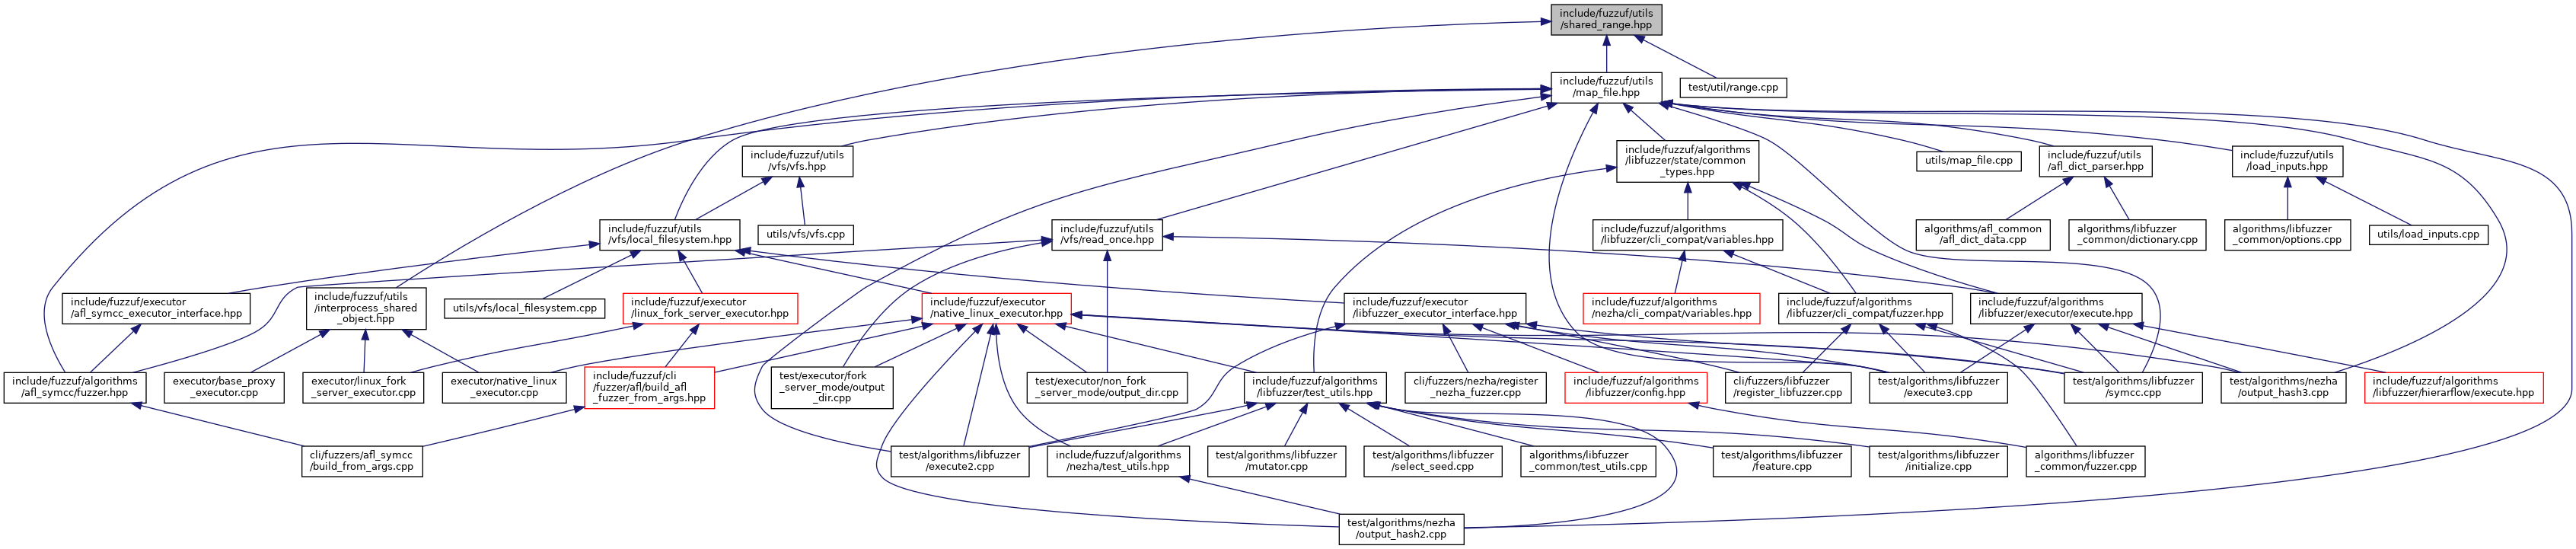 include/fuzzuf/utils
/shared_range.hpp
include/fuzzuf/utils
/map_file.hpp
test/util/range.cpp
include/fuzzuf/utils
/vfs/vfs.hpp
include/fuzzuf/algorithms
/libfuzzer/state/common
_types.hpp
utils/map_file.cpp
include/fuzzuf/utils
/afl_dict_parser.hpp
include/fuzzuf/utils
/load_inputs.hpp
include/fuzzuf/utils
/vfs/local_filesystem.hpp
utils/vfs/vfs.cpp
include/fuzzuf/utils
/vfs/read_once.hpp
include/fuzzuf/algorithms
/libfuzzer/cli_compat/variables.hpp
algorithms/afl_common
/afl_dict_data.cpp
algorithms/libfuzzer
_common/dictionary.cpp
algorithms/libfuzzer
_common/options.cpp
utils/load_inputs.cpp
include/fuzzuf/executor
/afl_symcc_executor_interface.hpp
include/fuzzuf/utils
/interprocess_shared
_object.hpp
utils/vfs/local_filesystem.cpp
include/fuzzuf/executor
/linux_fork_server_executor.hpp
include/fuzzuf/executor
/native_linux_executor.hpp
include/fuzzuf/executor
/libfuzzer_executor_interface.hpp
include/fuzzuf/algorithms
/nezha/cli_compat/variables.hpp
include/fuzzuf/algorithms
/libfuzzer/cli_compat/fuzzer.hpp
include/fuzzuf/algorithms
/libfuzzer/executor/execute.hpp
include/fuzzuf/algorithms
/afl_symcc/fuzzer.hpp
executor/base_proxy
_executor.cpp
executor/linux_fork
_server_executor.cpp
executor/native_linux
_executor.cpp
include/fuzzuf/cli
/fuzzer/afl/build_afl
_fuzzer_from_args.hpp
test/executor/fork
_server_mode/output
_dir.cpp
test/executor/non_fork
_server_mode/output_dir.cpp
include/fuzzuf/algorithms
/libfuzzer/test_utils.hpp
cli/fuzzers/nezha/register
_nezha_fuzzer.cpp
include/fuzzuf/algorithms
/libfuzzer/config.hpp
cli/fuzzers/libfuzzer
/register_libfuzzer.cpp
test/algorithms/libfuzzer
/execute3.cpp
test/algorithms/libfuzzer
/symcc.cpp
test/algorithms/nezha
/output_hash3.cpp
include/fuzzuf/algorithms
/libfuzzer/hierarflow/execute.hpp
cli/fuzzers/afl_symcc
/build_from_args.cpp
test/algorithms/libfuzzer
/execute2.cpp
include/fuzzuf/algorithms
/nezha/test_utils.hpp
test/algorithms/libfuzzer
/mutator.cpp
test/algorithms/libfuzzer
/select_seed.cpp
algorithms/libfuzzer
_common/test_utils.cpp
test/algorithms/libfuzzer
/feature.cpp
test/algorithms/libfuzzer
/initialize.cpp
algorithms/libfuzzer
_common/fuzzer.cpp
test/algorithms/nezha
/output_hash2.cpp